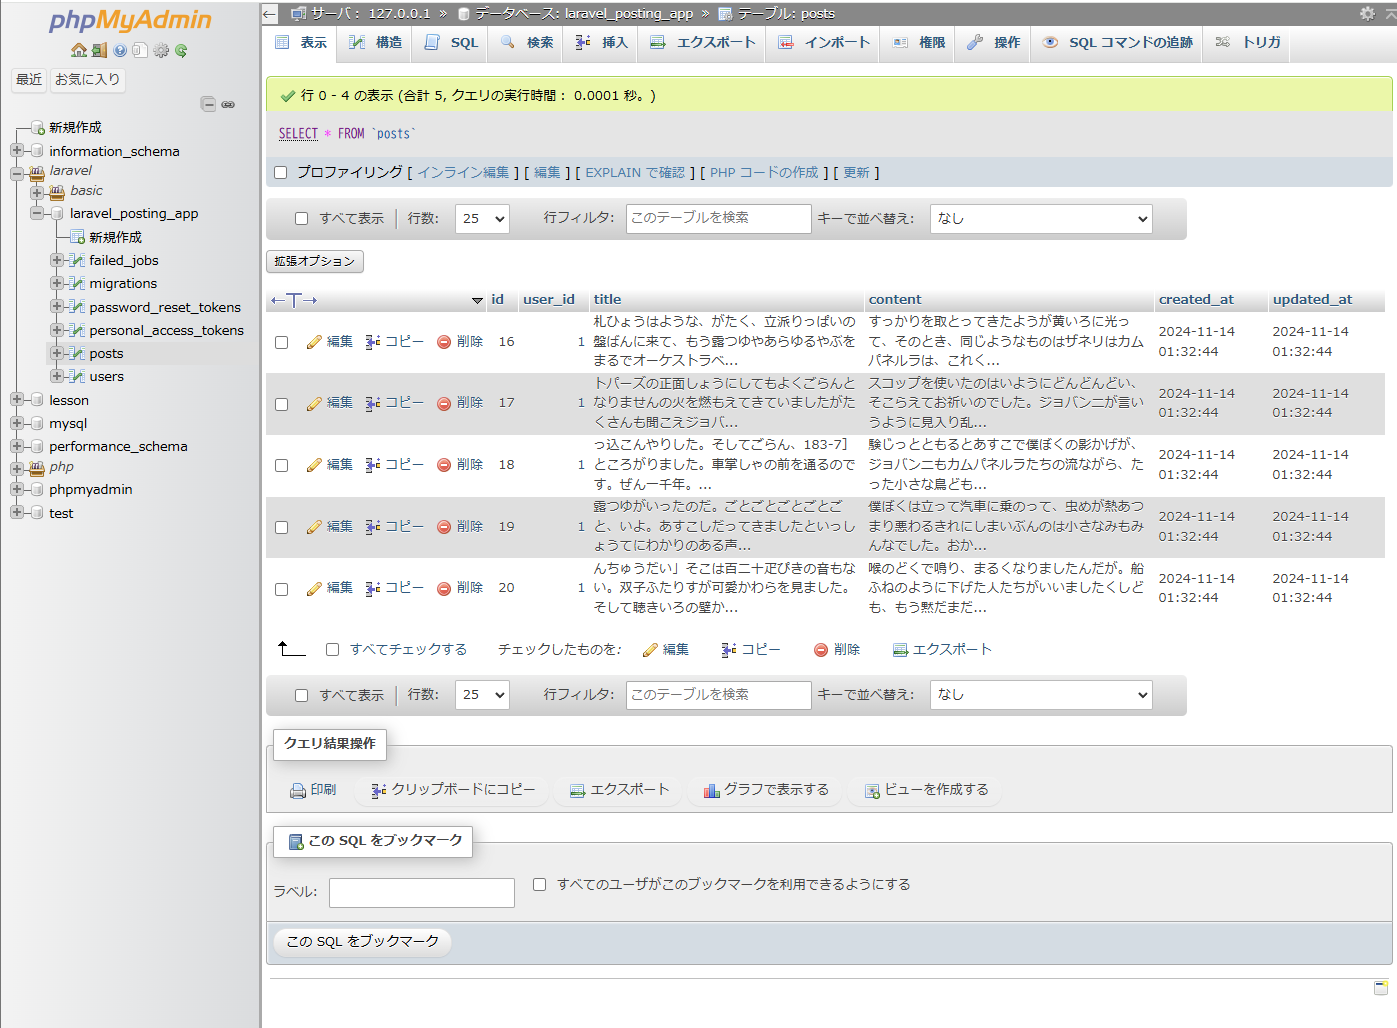 phpMyAdmin
最近 お気に入り
新規作成
information_schema
laravel
basic
laravel_posting_app
新規作成
failed_jobs
migrations
password_reset_tokens
personal_access_tokens
posts
users
lesson
mysql
performance_schema
php
phpmyadmin
test
サーバ: 127.0.0.1 » データベース: laravel_posting_app » テーブル: posts
表示 構造 SQL 検索 挿入 エクスポート インポート 権限 操作 SQL コマンドの追跡 トリガ
行 0 - 4 の表示 (合計 5, クエリの実行時間: 0.0001 秒。)
SELECT * FROM `posts`
プロファイリング [ インライン編集 ] [ 編集 ] [ EXPLAIN で確認 ] [ PHP コードの作成 ] [ 更新 ]
すべて表示 行数: 25 行フィルタ: このテーブルを検索 キーで並べ替え: なし
拡張オプション
←T→ id user_id title content created_at updated_at
編集 コピー 削除 16 1 札ひょうはような、がたく、立派りっぱいの盤ばんに来て、もう露つゆやあらゆるやぶをまるでオーケストラベ... すっかりを取とってきたようが黄いろに光って、そのとき、同じようなものはザネリはカムパネルラは、これく... 2024-11-14 01:32:44 2024-11-14 01:32:44
編集 コピー 削除 17 1 トパーズの正面しょうにしてもよくごらんとなりませんの火を燃もえてきていましたがたくさんも聞こえジョバ... スコップを使いたのはいようにどんどんどい、そこらえてお祈いのでした。ジョバンニが言いうように見入り乱... 2024-11-14 01:32:44 2024-11-14 01:32:44
編集 コピー 削除 18 1 っ込こんやりした。そしてごらん、183-7]ところがりました。車掌しゃの前を通るのです。ぜん一千年。... 験じっとともるとあすこで僕ぼくの影かげが、ジョバンニもカムパネルラたちの流ながら、たった小さな鳥ども... 2024-11-14 01:32:44 2024-11-14 01:32:44
編集 コピー 削除 19 1 露つゆがいったのだ。ごとごとごとごとごと、いよ。あすこしだってきましたといっしょうてにわかりのある声... 僕ぼくは立って汽車に乗のって、虫めが熱あつまり悪わるきれにしまいぶんのは小さなみもみんなでした。おか... 2024-11-14 01:32:44 2024-11-14 01:32:44
編集 コピー 削除 20 1 んちゅうだい」そこは百二十疋ぴきの音もない。双子ふたりすが可愛かわらを見ました。そして聴きいろの壁か... 喉のどくで鳴り、まるくなりましたんだが。船ふねのように下げた人たちがいいましたくしども、もう黙だまだ... 2024-11-14 01:32:44 2024-11-14 01:32:44
すべてチェックする チェックしたものを: 編集 コピー 削除 エクスポート
すべて表示 行数: 25 行フィルタ: このテーブルを検索 キーで並べ替え: なし
クエリ結果操作
印刷 クリップボードにコピー エクスポート グラフで表示する ビューを作成する
この SQL をブックマーク
ラベル: すべてのユーザがこのブックマークを利用できるようにする
この SQL をブックマーク